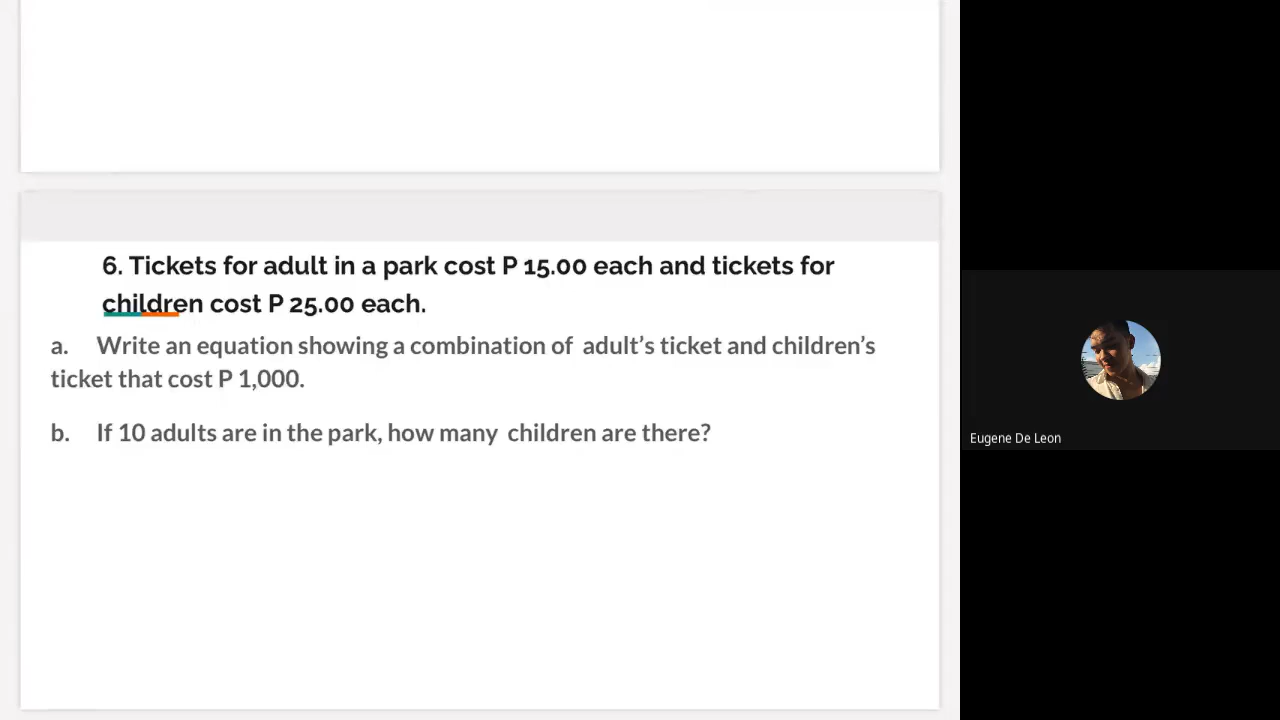 6. Tickets for adult in a park cost P 15.00 each and tickets for
children cost P 25.00 each.
a. Write an equation showing a combination of adult’s ticket and children’s
ticket that cost P 1,000.
b. If 10 adults are in the park, how many children are there?
Eugene De Leon